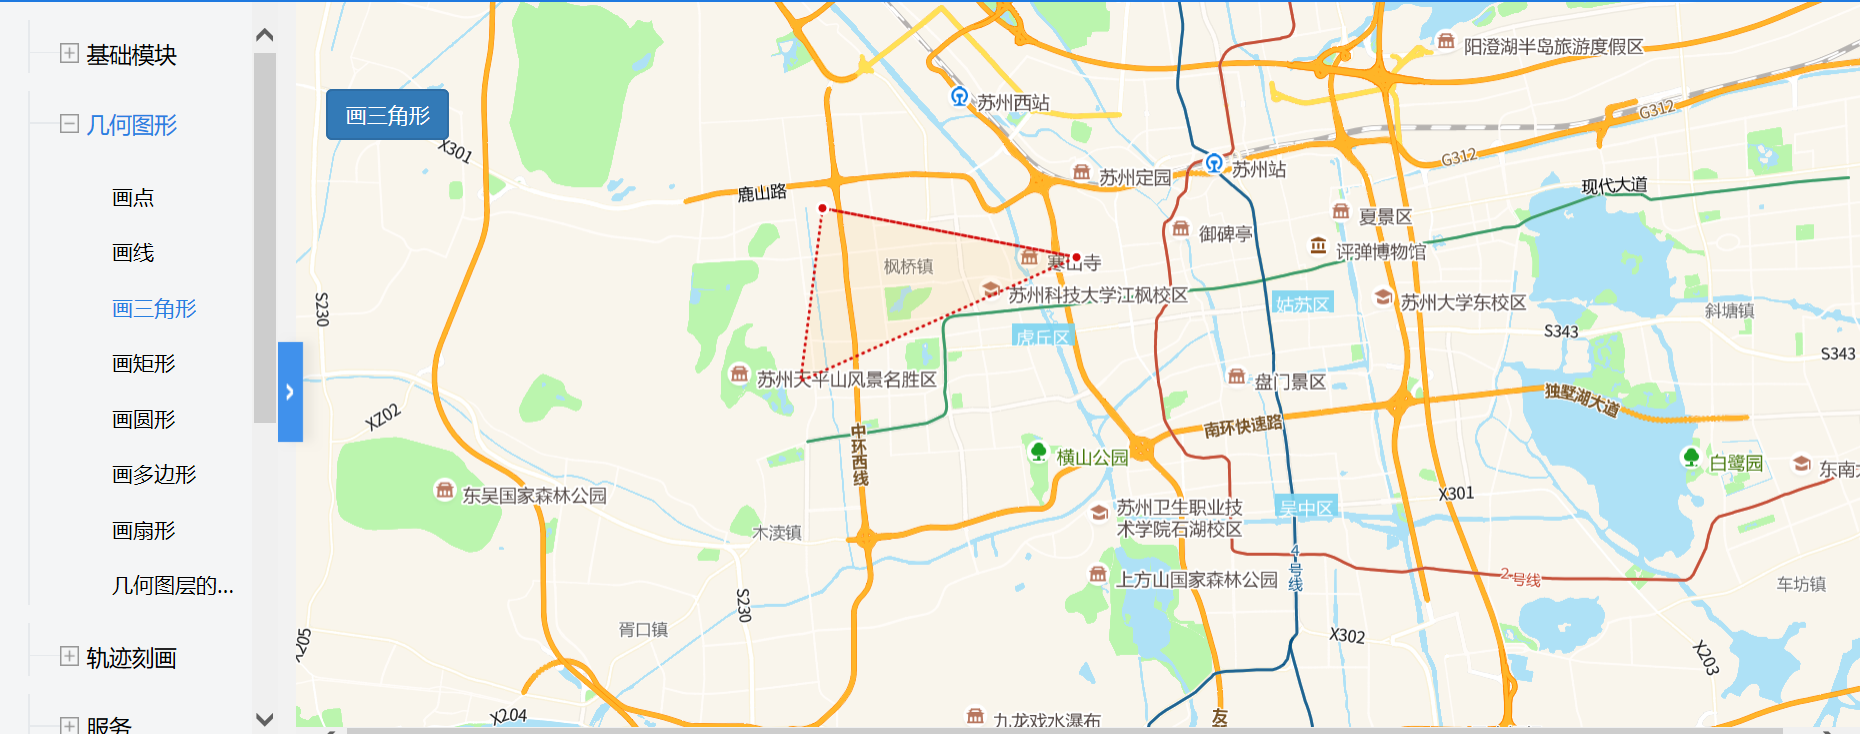 基础模块
几何图形
画点
画线
画三角形
画矩形
画圆形
画多边形
画扇形
几何图层的...
轨迹刻画
服务
画三角形
X301
鹿山路
苏州西站
苏州定园
苏州站
阳澄湖半岛旅游度假区
G312
G312
现代大道
夏景区
御碑亭
评弹博物馆
枫桥镇
寒山寺
苏州科技大学江枫校区
姑苏区
苏州大学东校区
斜塘镇
S230
虎丘区
S343
S343
苏州天平山风景名胜区
盘门景区
独墅湖大道
XZ02
中环西线
南环快速路
横山公园
白鹭园
东南大
东吴国家森林公园
X301
苏州卫生职业技
术学院石湖校区
吴中区
木渎镇
4号线
2号线
上方山国家森林公园
车坊镇
S230
胥口镇
X302
X205
X203
X204
九龙戏水瀑布
友